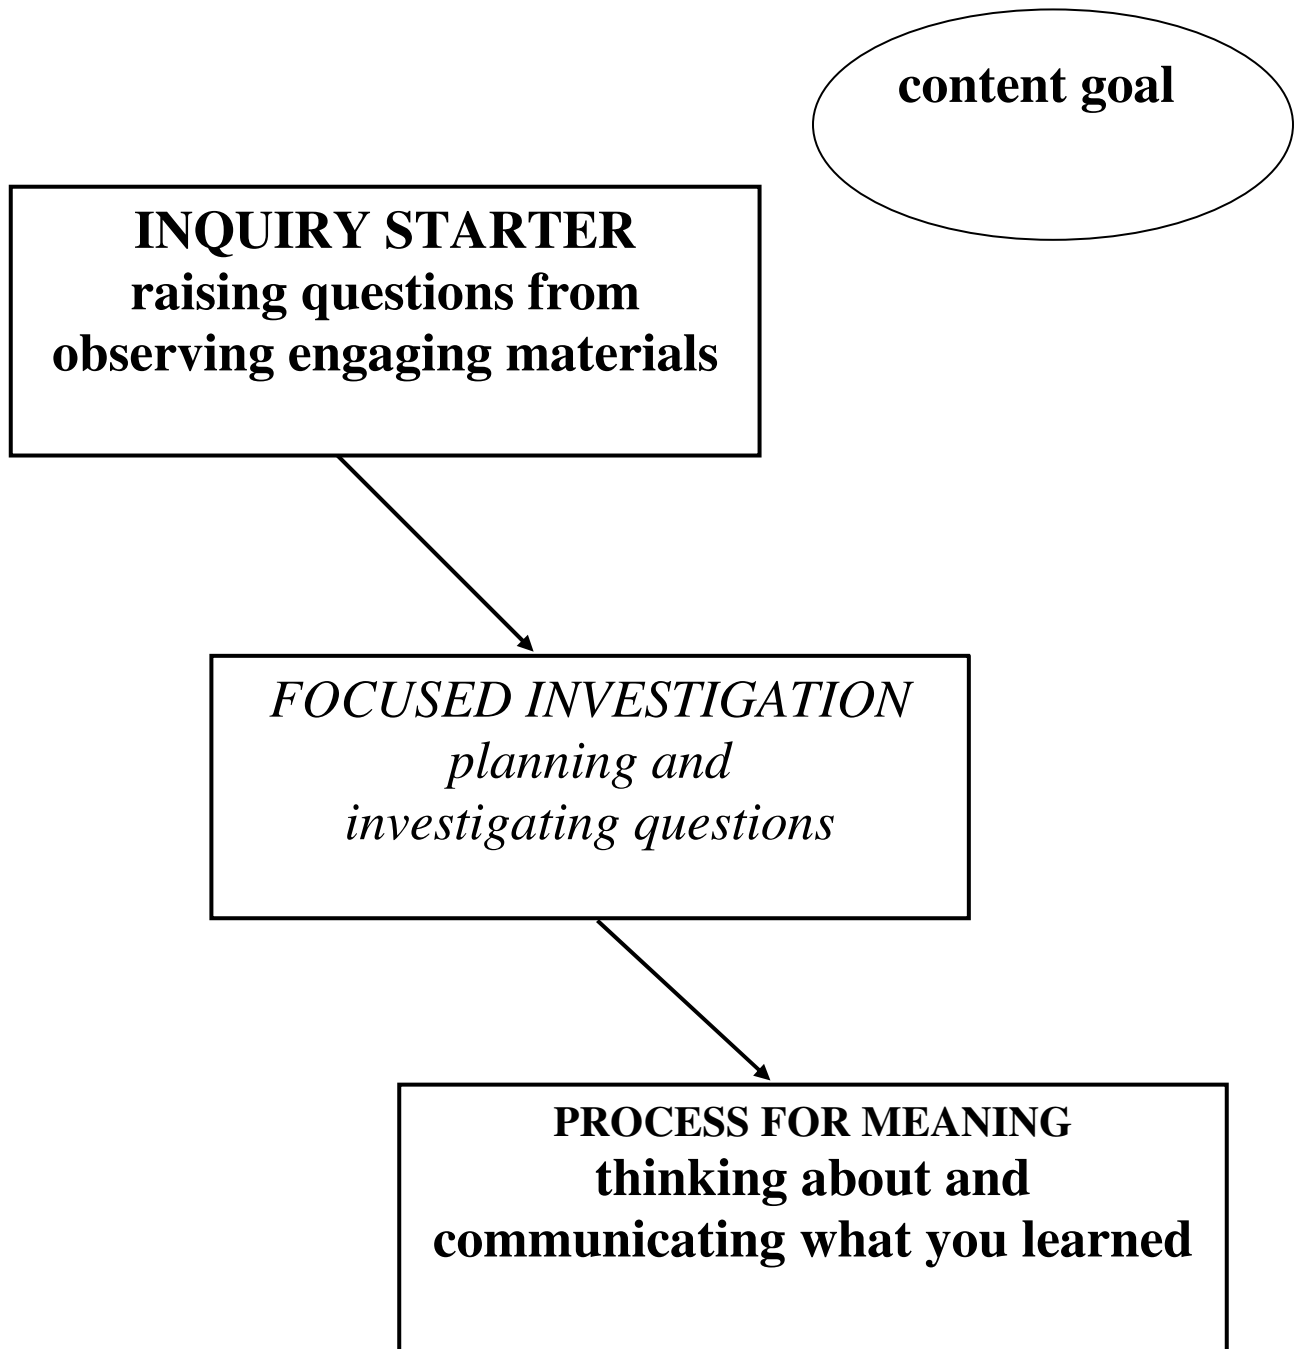 content goal
INQUIRY STARTER
raising questions from
observing engaging materials
FOCUSED INVESTIGATION
planning and
investigating questions
PROCESS FOR MEANING
thinking about and
communicating what you learned